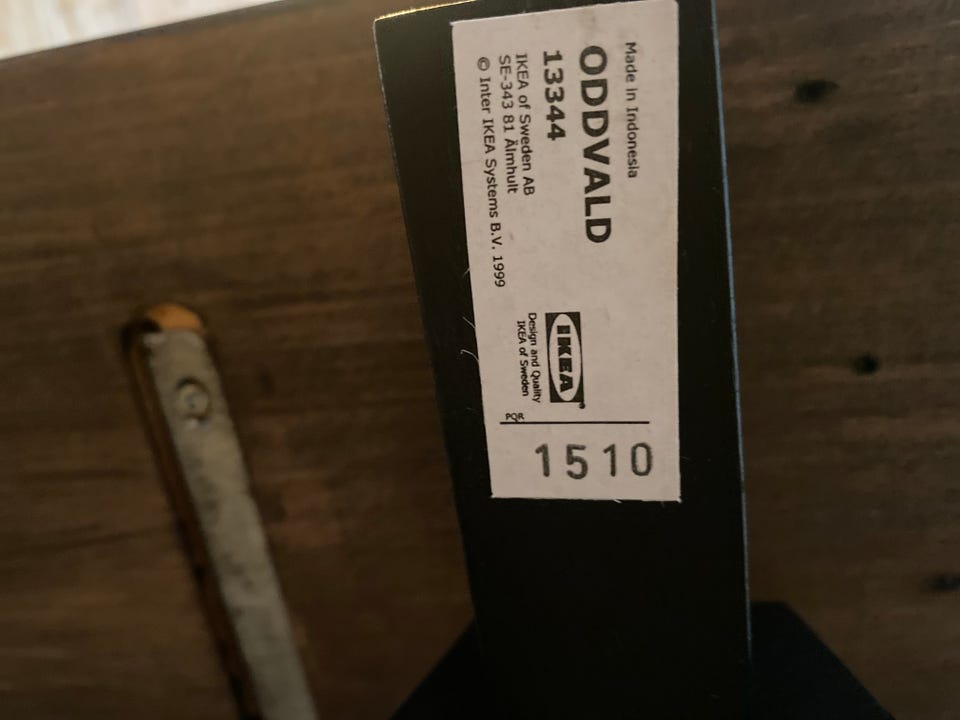 Made in Indonesia
ODDVALD
13344
IKEA of Sweden AB
SE-343 81 Älmhult
© Inter IKEA Systems B.V. 1999
IKEA®
Design and Quality
IKEA of Sweden
PQR
1510